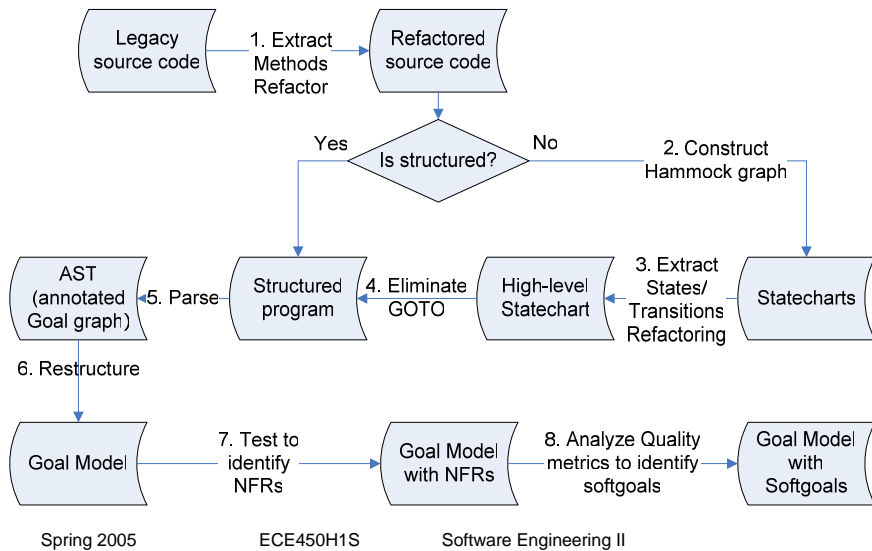 Legacy
source code
1. Extract
Methods
Refactor
Refactored
source code
Yes
Is structured?
No
2. Construct
Hammock graph
AST
(annotated
Goal graph)
5. Parse
Structured
program
4. Eliminate
GOTO
High-level
Statechart
3. Extract
States/
Transitions
Refactoring
Statecharts
6. Restructure
Goal Model
7. Test to
identify
NFRs
Goal Model
with NFRs
8. Analyze Quality
metrics to identify
softgoals
Goal Model
with
Softgoals
Spring 2005
ECE450H1S
Software Engineering II